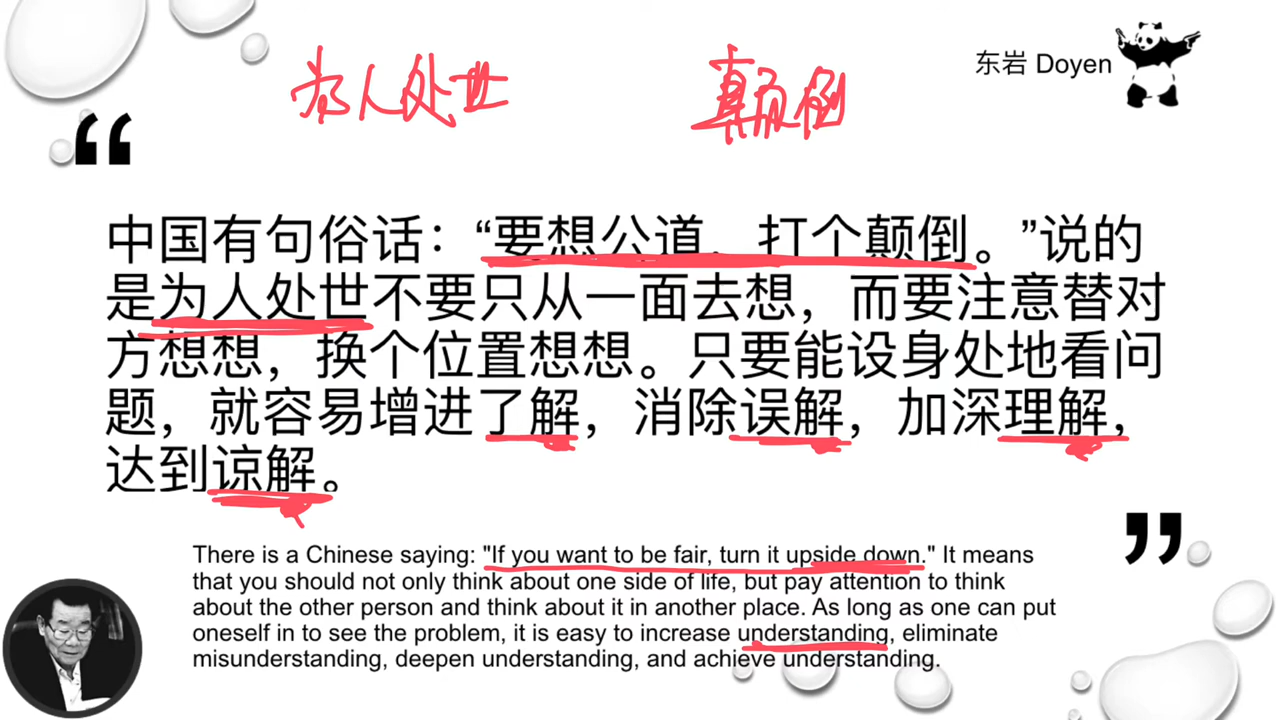 为人处世 颠倒
东岩 Doyen
“
中国有句俗话：“要想公道，打个颠倒。”说的
是为人处世不要只从一面去想，而要注意替对
方想想，换个位置想想。只要能设身处地看问
题，就容易增进了解，消除误解，加深理解，
达到谅解。
”
There is a Chinese saying: "If you want to be fair, turn it upside down." It means
that you should not only think about one side of life, but pay attention to think
about the other person and think about it in another place. As long as one can put
oneself in to see the problem, it is easy to increase understanding, eliminate
misunderstanding, deepen understanding, and achieve understanding.